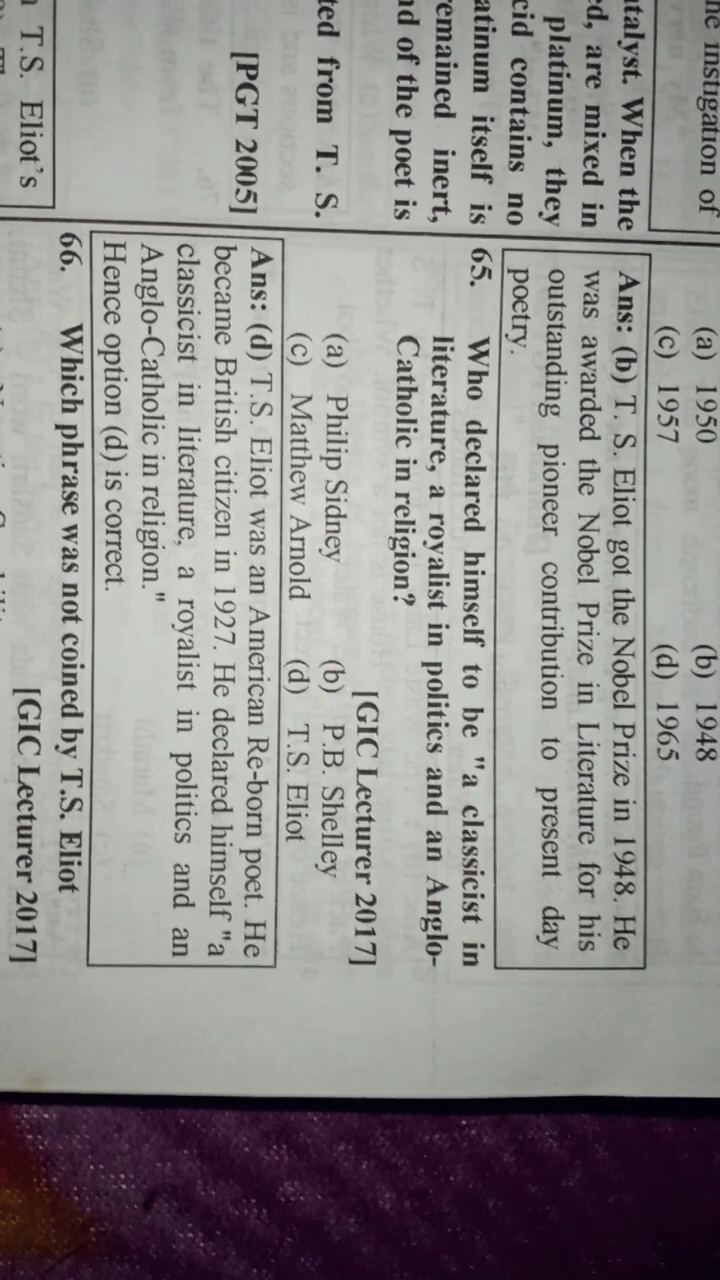 he instigation of
talyst. When the
ed, are mixed in
platinum, they
cid contains no
atinum itself is
emained inert,
nd of the poet is
ted from T. S.
[PGT 2005]
T.S. Eliot's
(a) 1950 (b) 1948
(c) 1957 (d) 1965
Ans: (b) T. S. Eliot got the Nobel Prize in 1948. He
was awarded the Nobel Prize in Literature for his
outstanding pioneer contribution to present day
poetry.
65. Who declared himself to be "a classicist in
literature, a royalist in politics and an Anglo-
Catholic in religion?
[GIC Lecturer 2017]
(a) Philip Sidney (b) P.B. Shelley
(c) Matthew Arnold (d) T.S. Eliot
Ans: (d) T.S. Eliot was an American Re-born poet. He
became British citizen in 1927. He declared himself "a
classicist in literature, a royalist in politics and an
Anglo-Catholic in religion."
Hence option (d) is correct.
66. Which phrase was not coined by T.S. Eliot
[GIC Lecturer 2017]